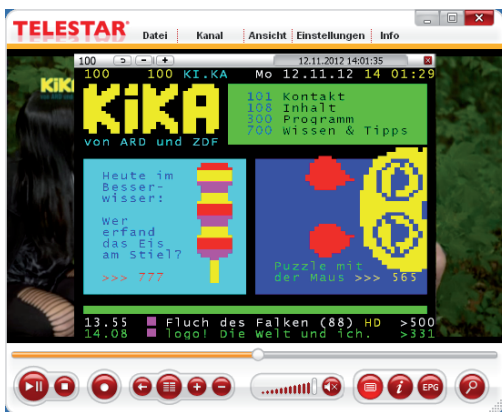 TELESTAR
Datei Kanal Ansicht Einstellungen Info
100 12.11.2012 14:01:35
100 100 KI.KA Mo 12.11.12 14 01:29
KiKA
KiKA
von ARD und ZDF
101 Kontakt
108 Inhalt
300 Programm
700 Wissen & Tipps
Heute im
Besser-
wisser:
Wer
erfand
das Eis
am Stiel?
>>> 777
Puzzle mit
der Maus >>> 565
13.55 Fluch des Falken (88) HD >500
14.08 logo! Die Welt und ich. >331
EPG